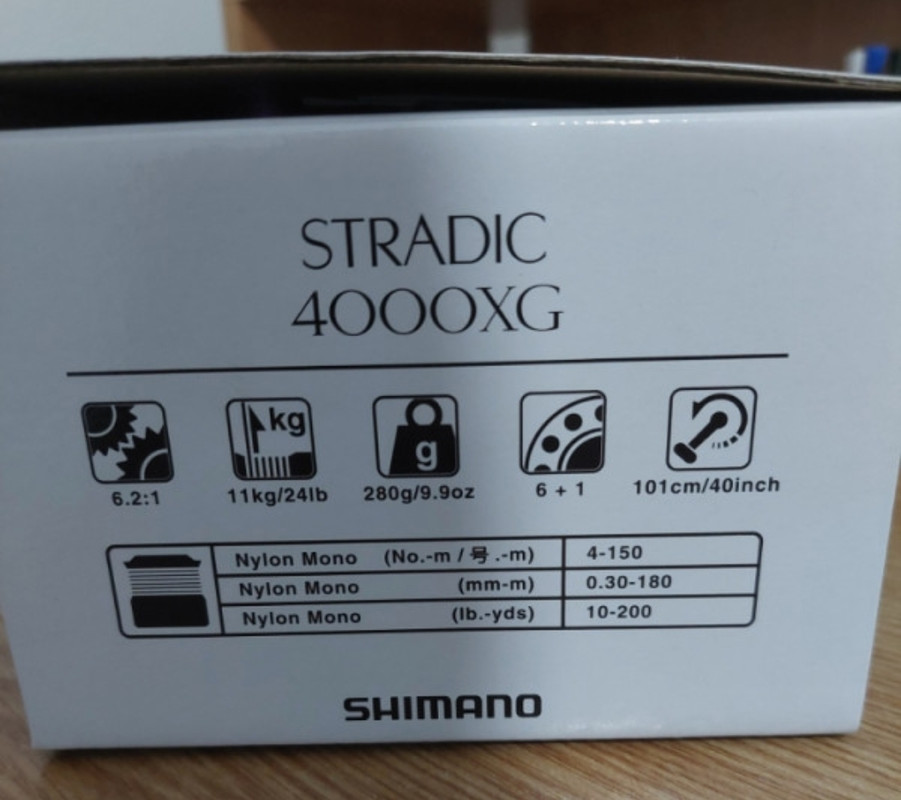 STRADIC
4000XG
kg
g
6.2:1 11kg/24lb 280g/9.9oz 6 + 1 101cm/40inch
Nylon Mono (No.-m / 号 .-m) 4-150
Nylon Mono (mm-m) 0.30-180
Nylon Mono (lb.-yds) 10-200
SHIMANO